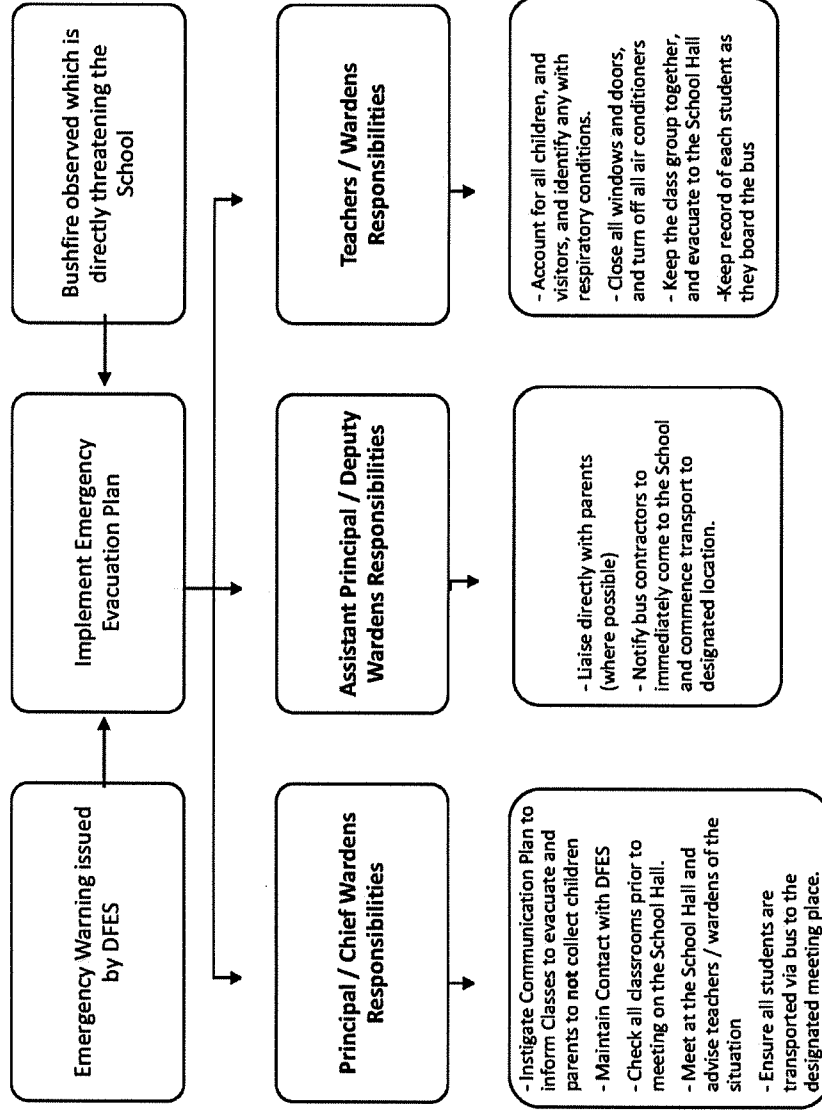 Emergency Warning issued
by DFES
Implement Emergency
Evacuation Plan
Bushfire observed which is
directly threatening the
School
Principal / Chief Wardens
Responsibilities
Assistant Principal / Deputy
Wardens Responsibilities
Teachers / Wardens
Responsibilities
- Instigate Communication Plan to
inform Classes to evacuate and
parents to not collect children
- Maintain Contact with DFES
- Check all classrooms prior to
meeting on the School Hall.
- Meet at the School Hall and
advise teachers / wardens of the
situation
- Ensure all students are
transported via bus to the
designated meeting place.
- Liaise directly with parents
(where possible)
- Notify bus contractors to
immediately come to the School
and commence transport to
designated location.
- Account for all children, and
visitors, and identify any with
respiratory conditions.
- Close all windows and doors,
and turn off all air conditioners
- Keep the class group together,
and evacuate to the School Hall
-Keep record of each student as
they board the bus